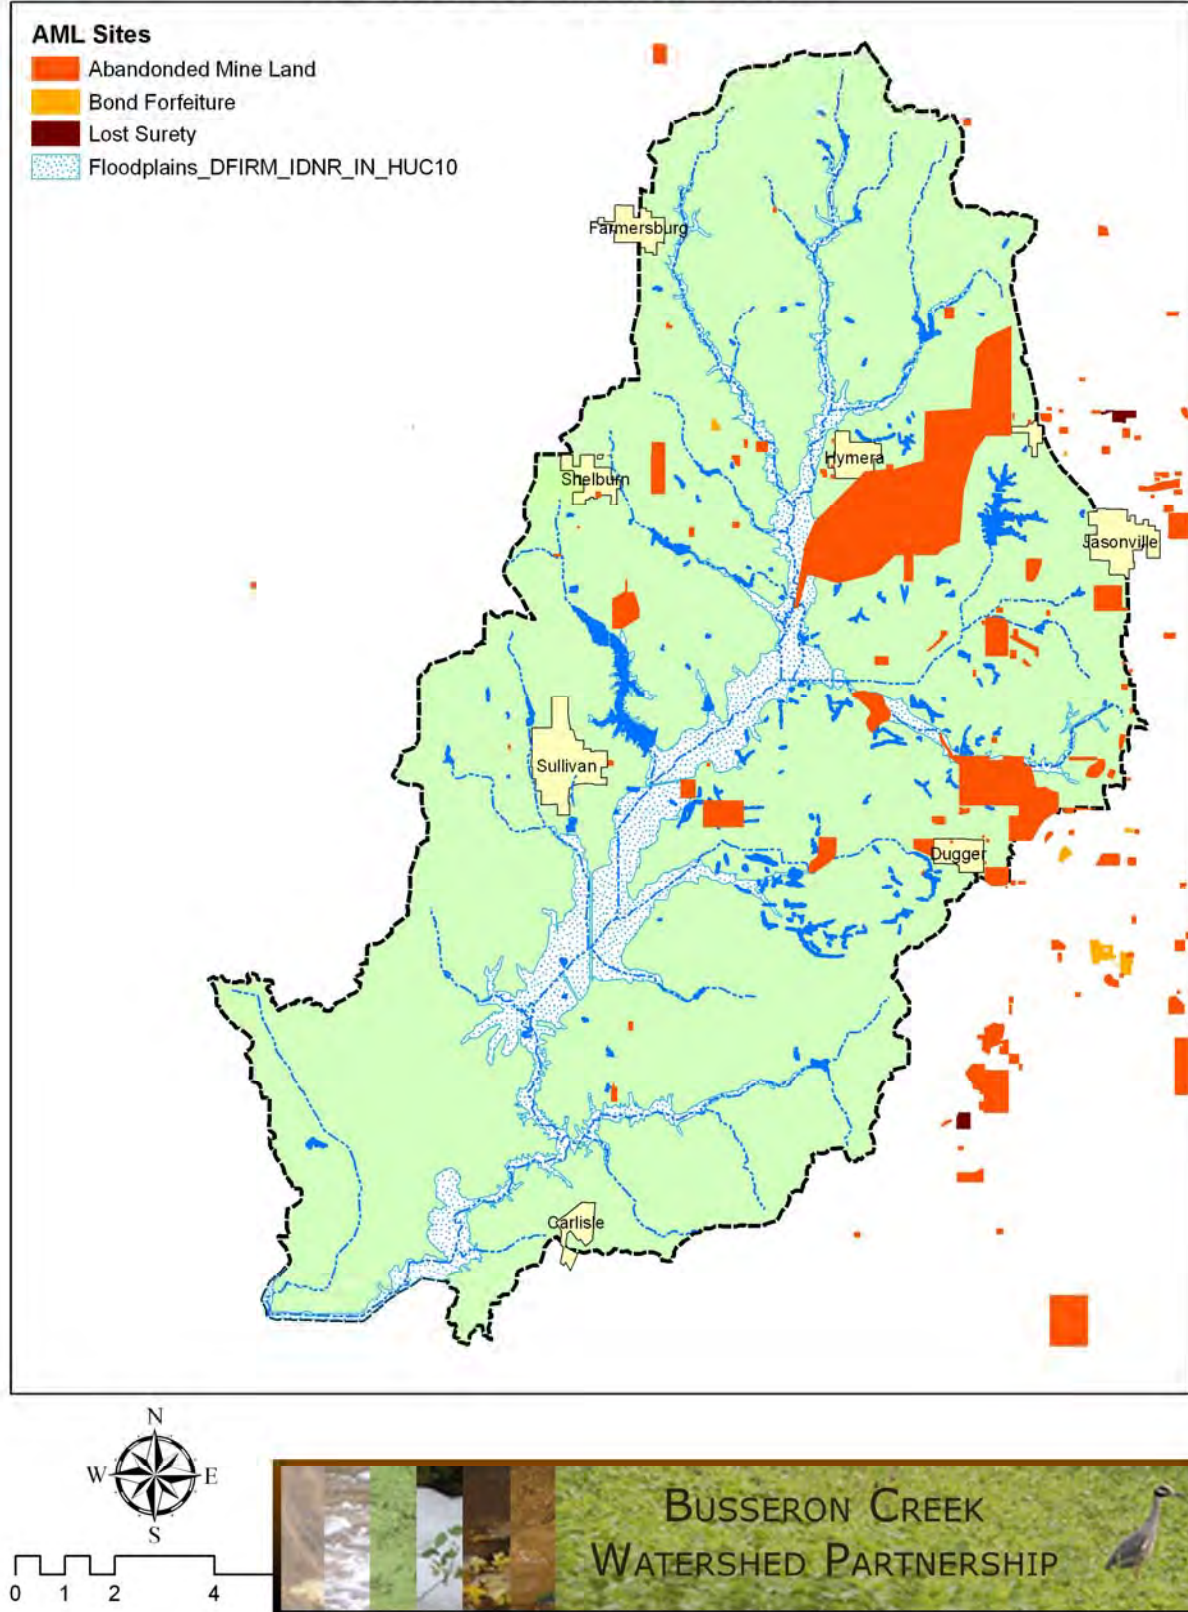 AML Sites
Abandonded Mine Land
Bond Forfeiture
Lost Surety
Floodplains_DFIRM_IDNR_IN_HUC10
Farmersburg
Hymera
Shelburn
Jasonville
Sullivan
Dugger
Carlisle
N
W E
S
0 1 2 4
BUSSERON CREEK
WATERSHED PARTNERSHIP